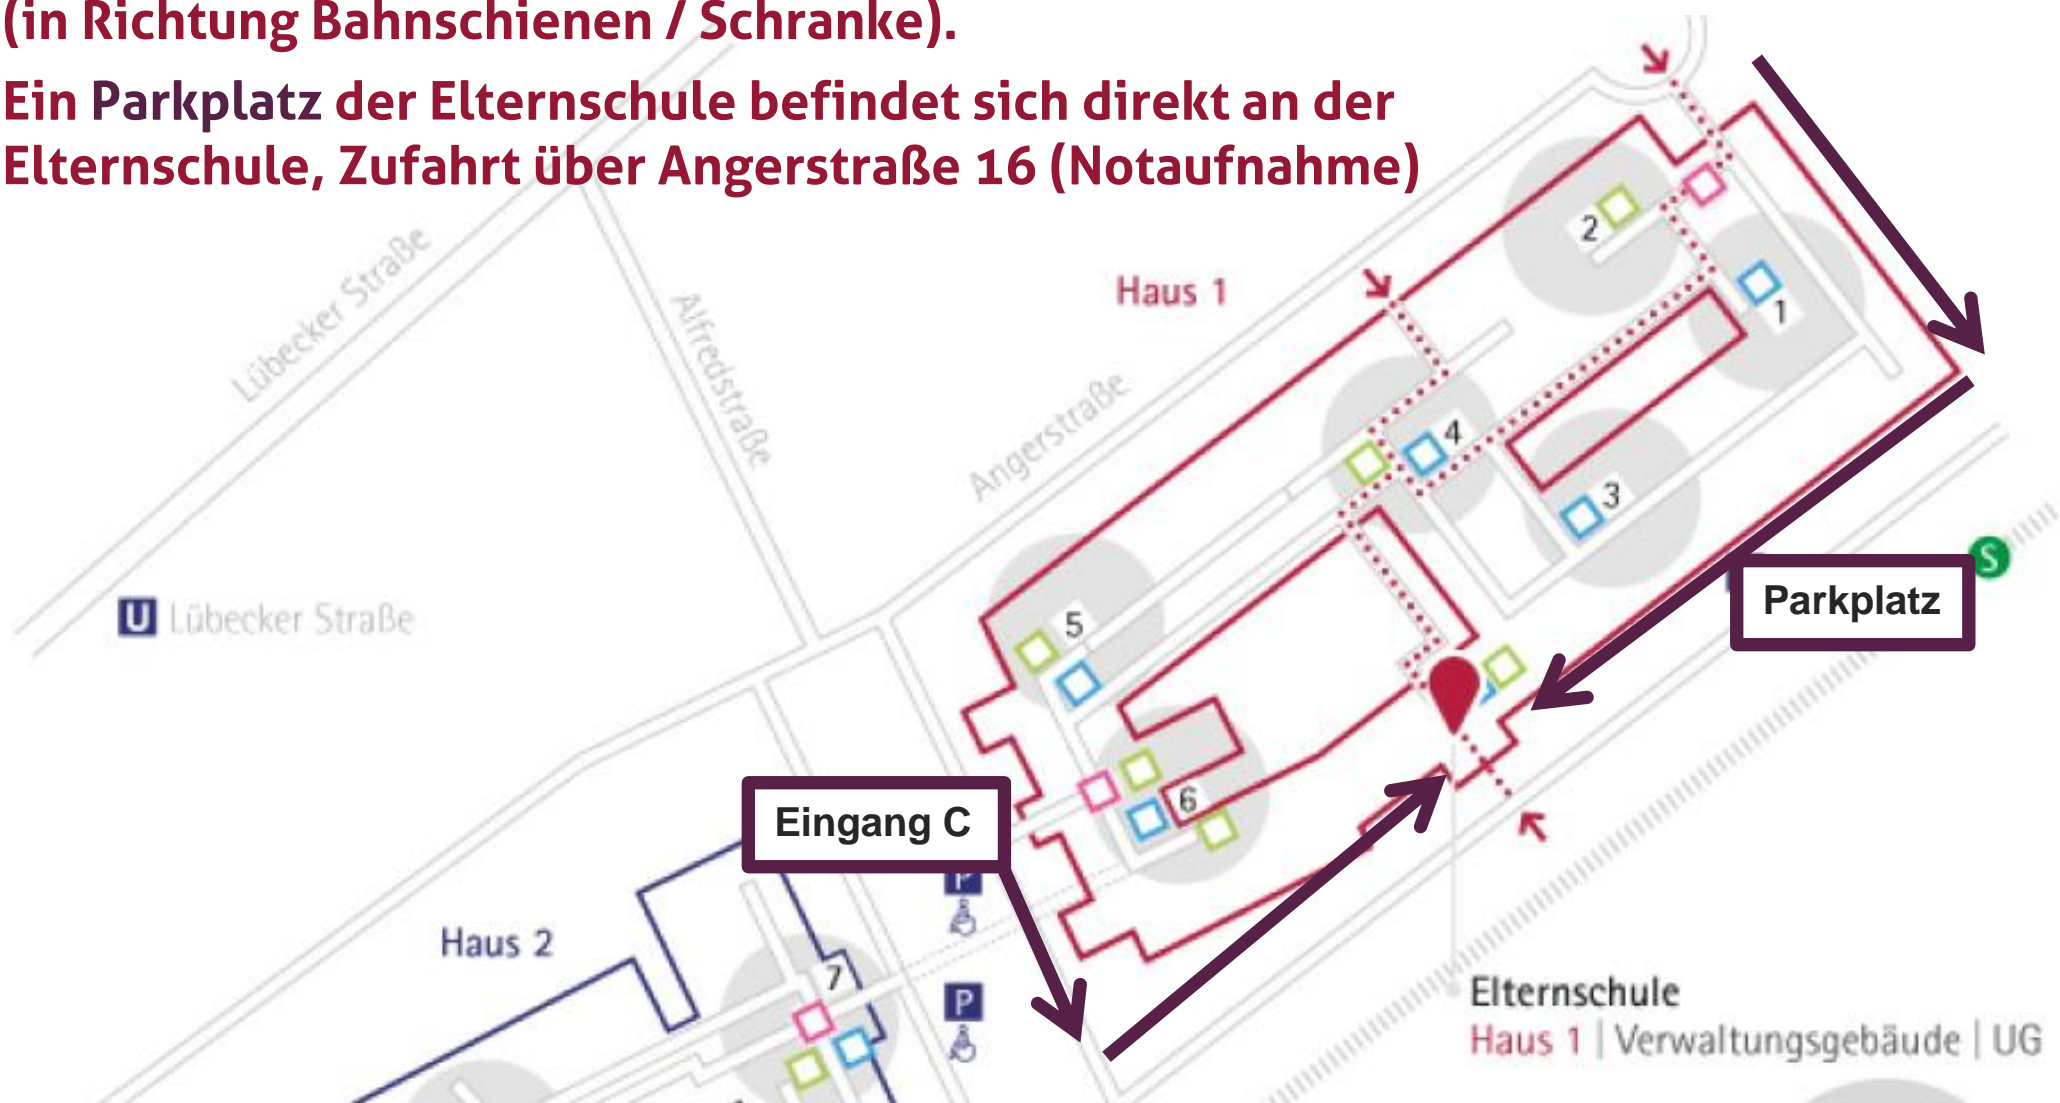 (in Richtung Bahnschienen / Schranke).
Ein Parkplatz der Elternschule befindet sich direkt an der
Elternschule, Zufahrt über Angerstraße 16 (Notaufnahme)
Lübecker Straße
Alfredstraße
Angerstraße
Haus 1
2
1
4
3
5
6
U Lübecker Straße
S
Parkplatz
Eingang C
P
Haus 2
7
P
Elternschule
Haus 1 | Verwaltungsgebäude | UG